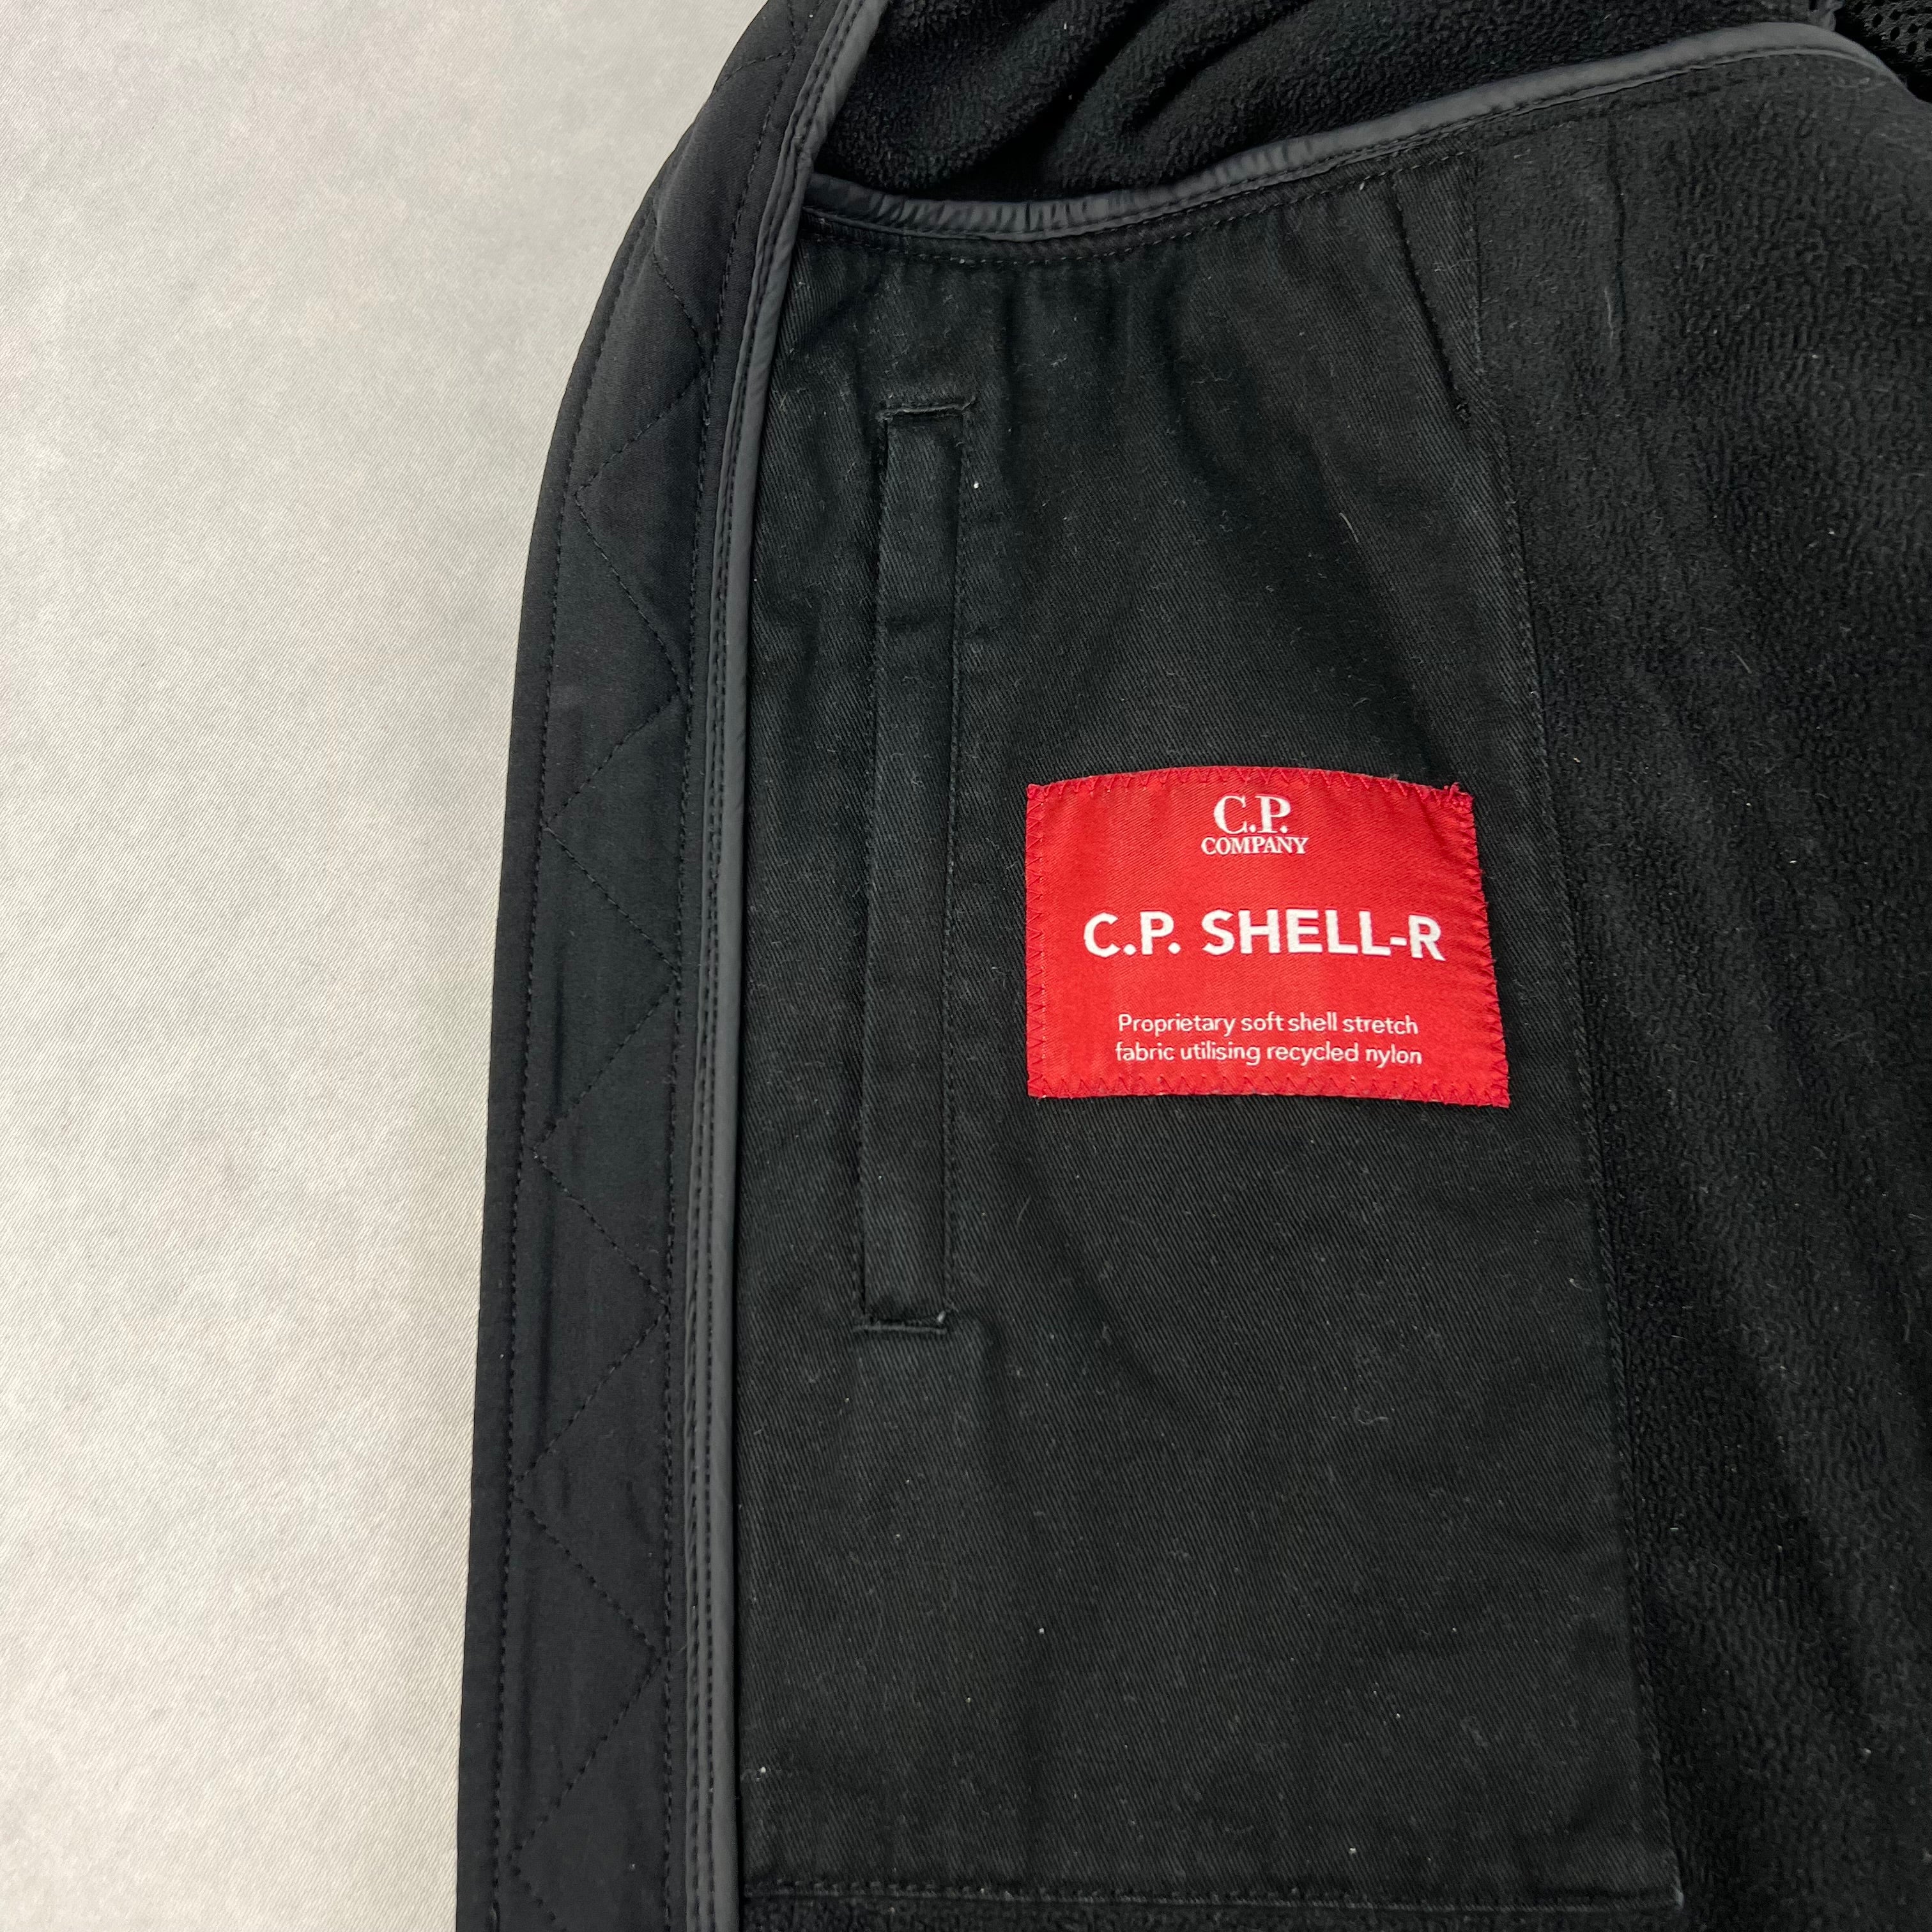 C.P.
COMPANY
C.P. SHELL-R
Proprietary soft shell stretch
fabric utilising recycled nylon